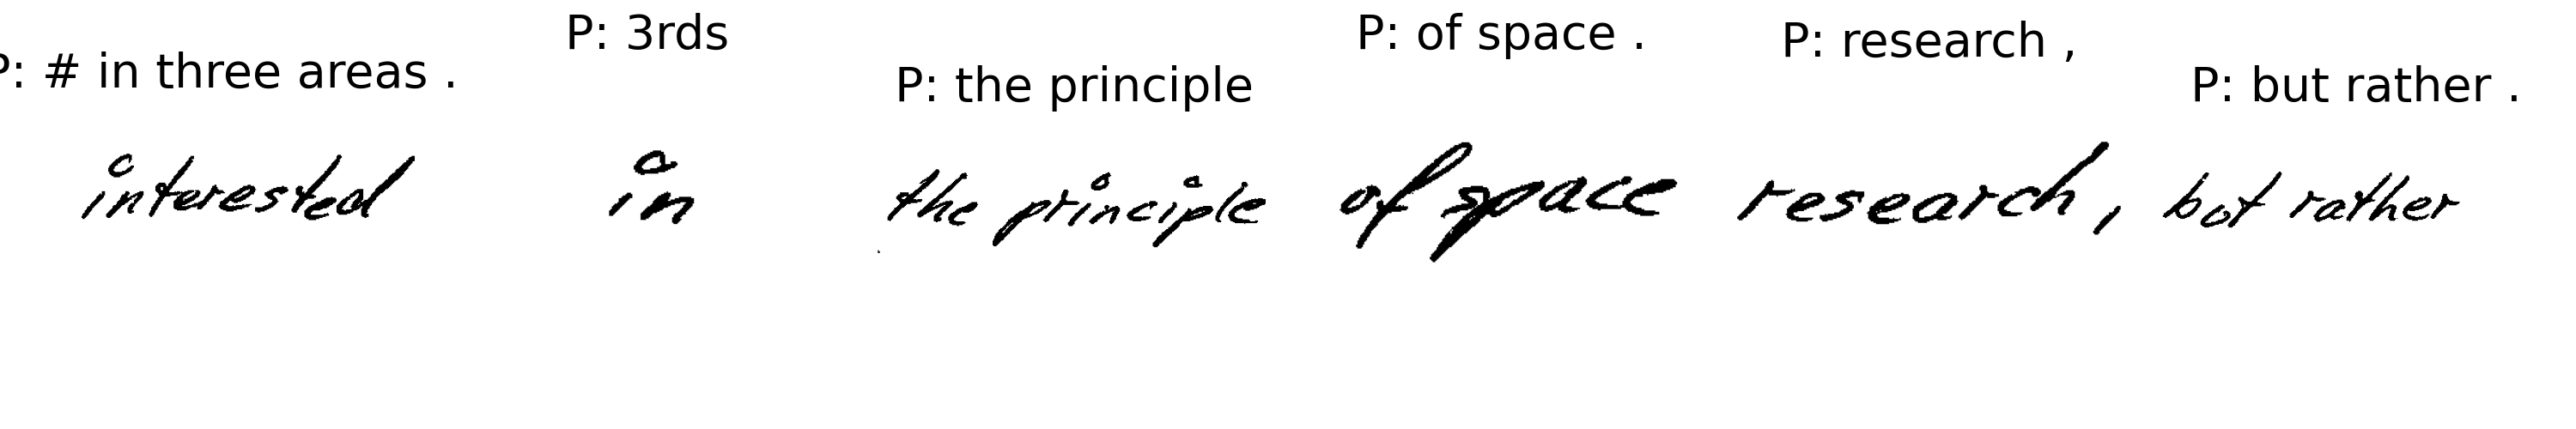 P: # in three areas . P: 3rds P: the principle P: of space . P: research , P: but rather .
interested in the principle of space research, bot rather